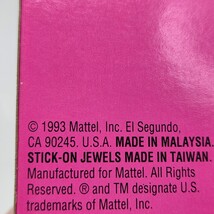 © 1993 Mattel, Inc. El Segundo,
CA 90245. U.S.A. MADE IN MALAYSIA.
STICK-ON JEWELS MADE IN TAIWAN.
Manufactured for Mattel. All Rights
Reserved. ® and TM designate U.S.
trademarks of Mattel, Inc.